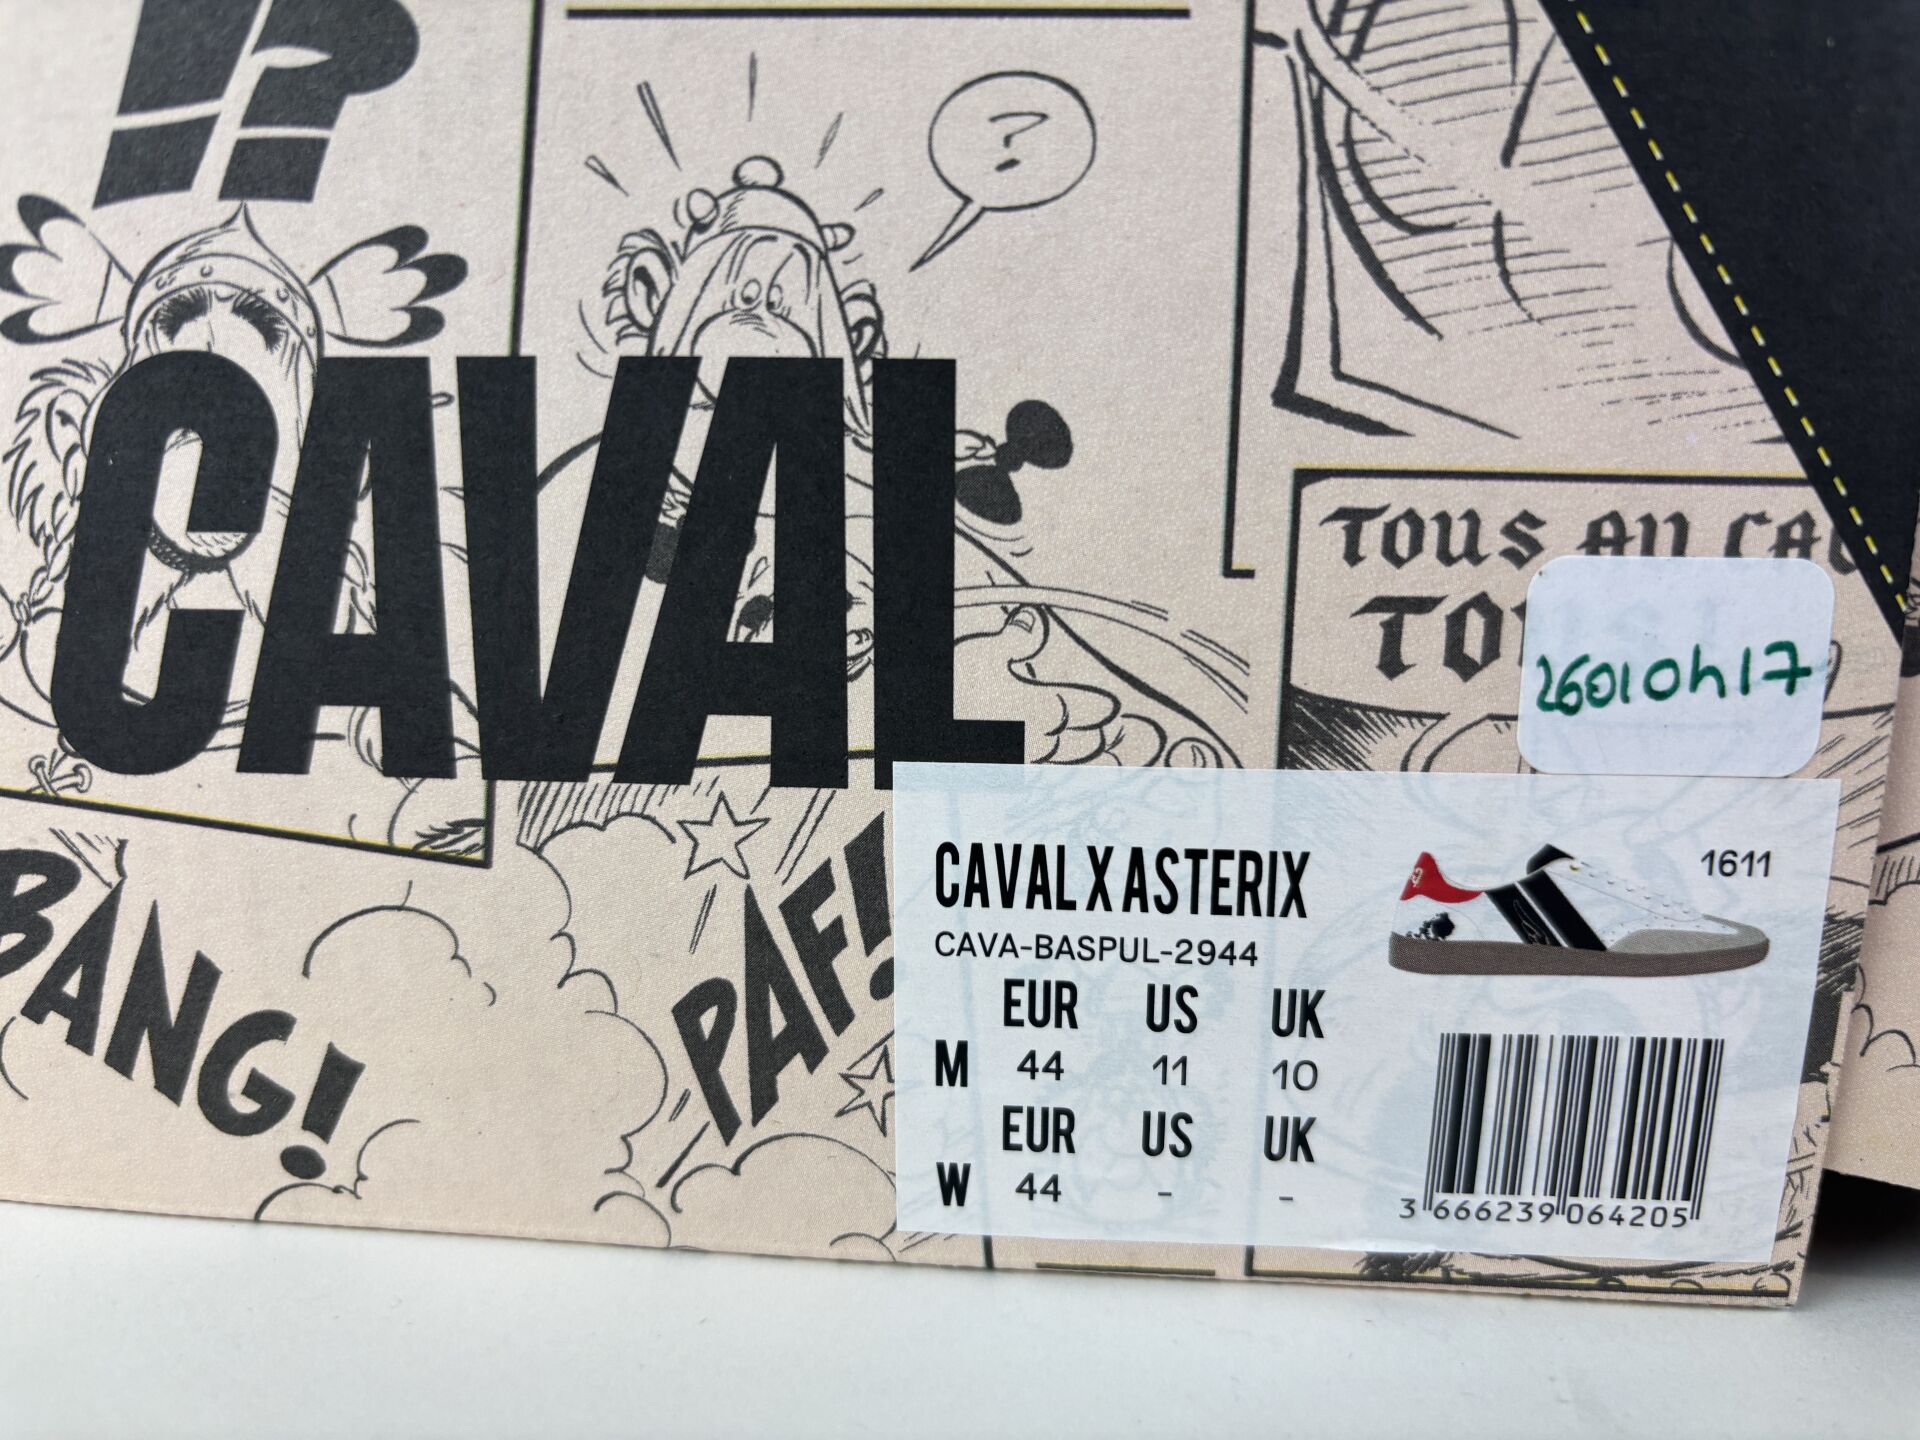 !?
?
CAVAL
TOUS AU
26010h17
CAVAL X ASTERIX
1611
CAVA-BASPUL-2944
EUR US UK
M 44 11 10
EUR US UK
W 44 - -
3 666239 064205
BANG!
PAF!